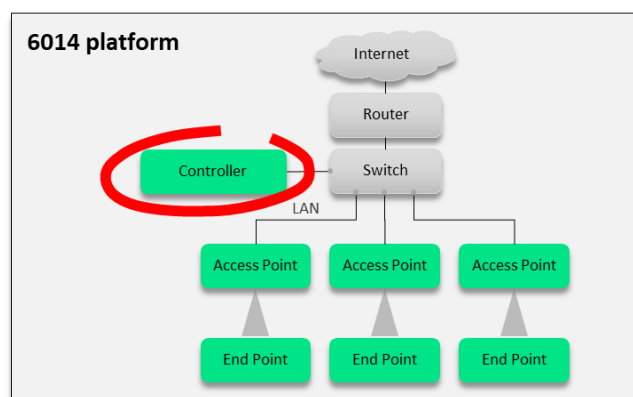 6014 platform
Internet
Router
Controller
Switch
LAN
Access Point
Access Point
Access Point
End Point
End Point
End Point